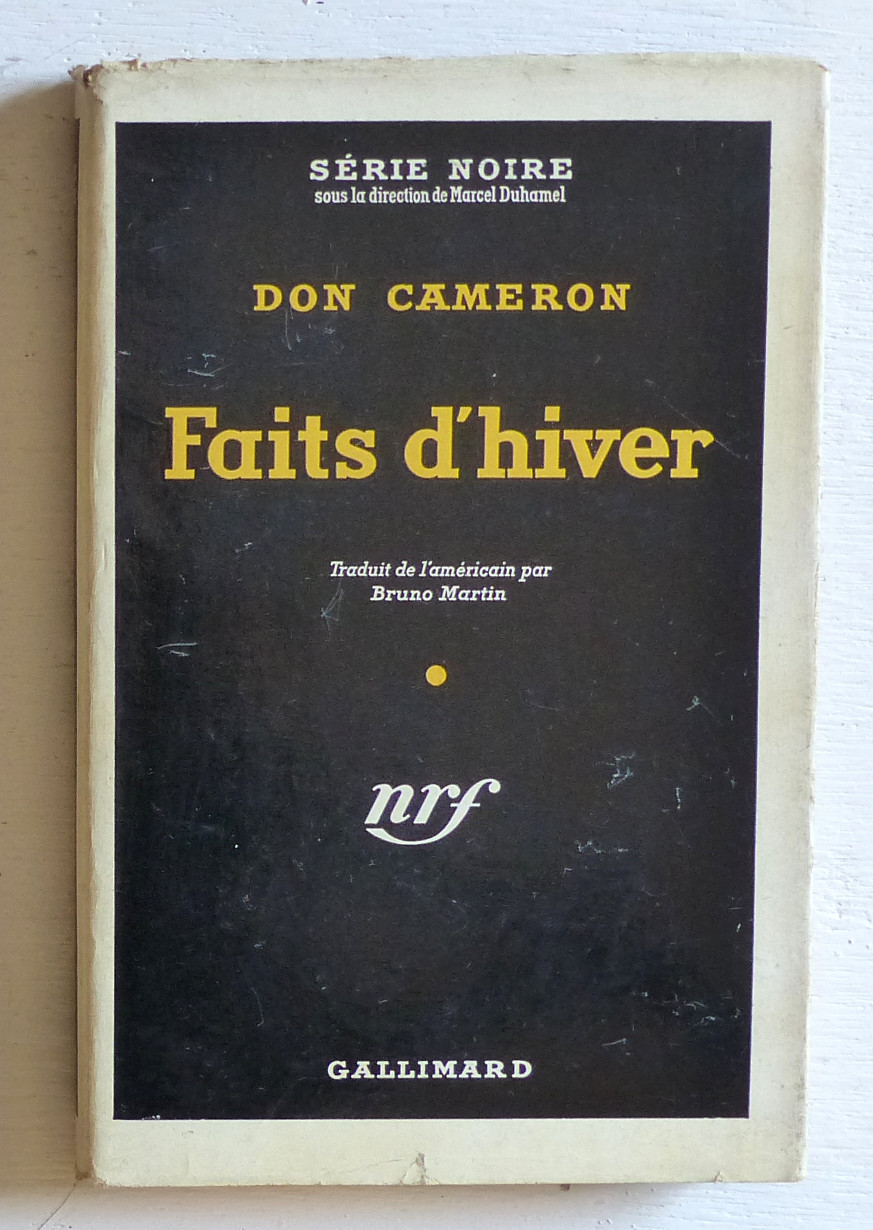 SÉRIE NOIRE
sous la direction de Marcel Duhamel
DON CAMERON
Faits d'hiver
Traduit de l'américain par
Bruno Martin
nrf
GALLIMARD